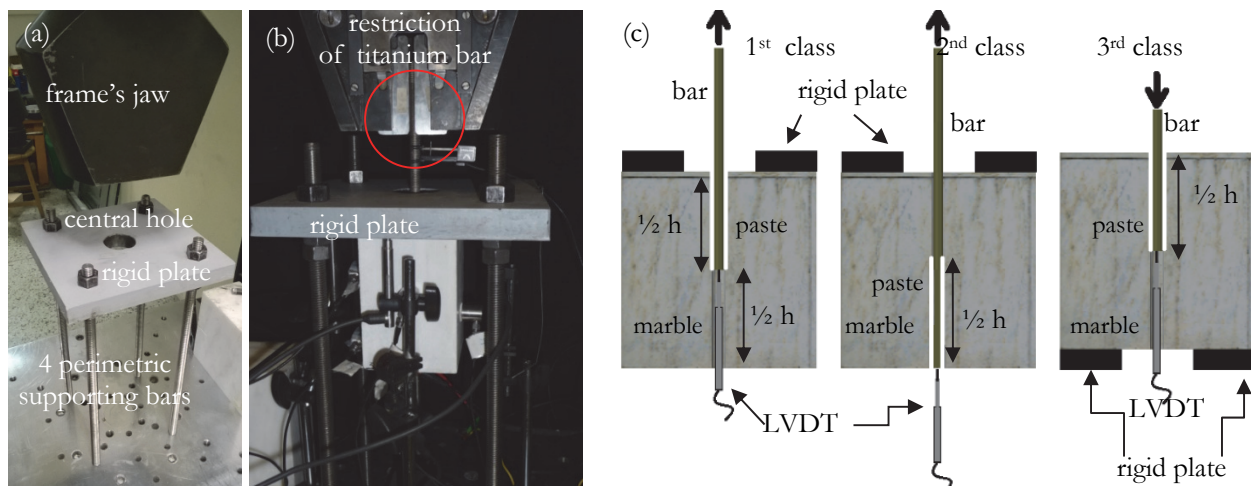 (a)
frame's jaw
central hole
rigid plate
4 perimetric
supporting bars
(b)
restriction
of titanium bar
rigid plate
(c)
1st class
2nd class
3rd class
bar
rigid plate
bar
bar
½ h
paste
½ h
marble
paste
½ h
marble
paste
½ h
marble
LVDT
LVDT
rigid plate